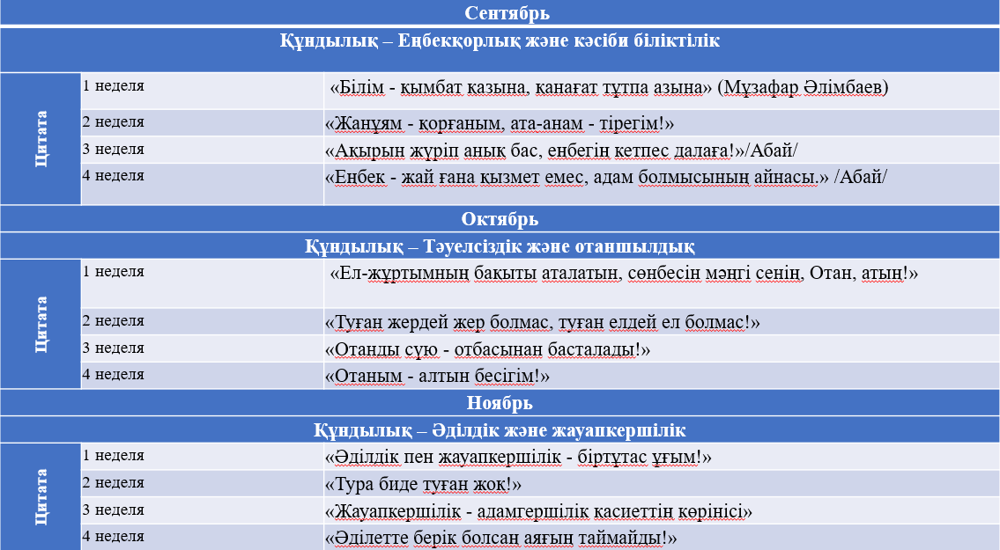 Сентябрь
Құндылық – Еңбекқорлық және кәсіби біліктілік
Цитата
1 неделя
«Білім - қымбат қазына, қанағат тұтпа азына» (Мұзафар Әлімбаев)
2 неделя
«Жанұям - қорғаным, ата-анам - тірегім!»
3 неделя
«Ақырын жүріп анық бас, еңбегің кетпес далаға!»/Абай/
4 неделя
«Еңбек - жай ғана қызмет емес, адам болмысының айнасы.» /Абай/
Октябрь
Құндылық – Тәуелсіздік және отаншылдық
Цитата
1 неделя
«Ел-жұртымның бақыты аталатын, сөнбесін мәңгі сенің, Отан, атың!»
2 неделя
«Туған жердей жер болмас, туған елдей ел болмас!»
3 неделя
«Отанды сүю - отбасынан басталады!»
4 неделя
«Отаным - алтын бесігім!»
Ноябрь
Құндылық – Әділдік және жауапкершілік
Цитата
1 неделя
«Әділдік пен жауапкершілік - біртұтас ұғым!»
2 неделя
«Тура биде туған жоқ!»
3 неделя
«Жауапкершілік - адамгершілік қасиеттің көрінісі»
4 неделя
«Әділетте берік болсаң аяғың таймайды!»